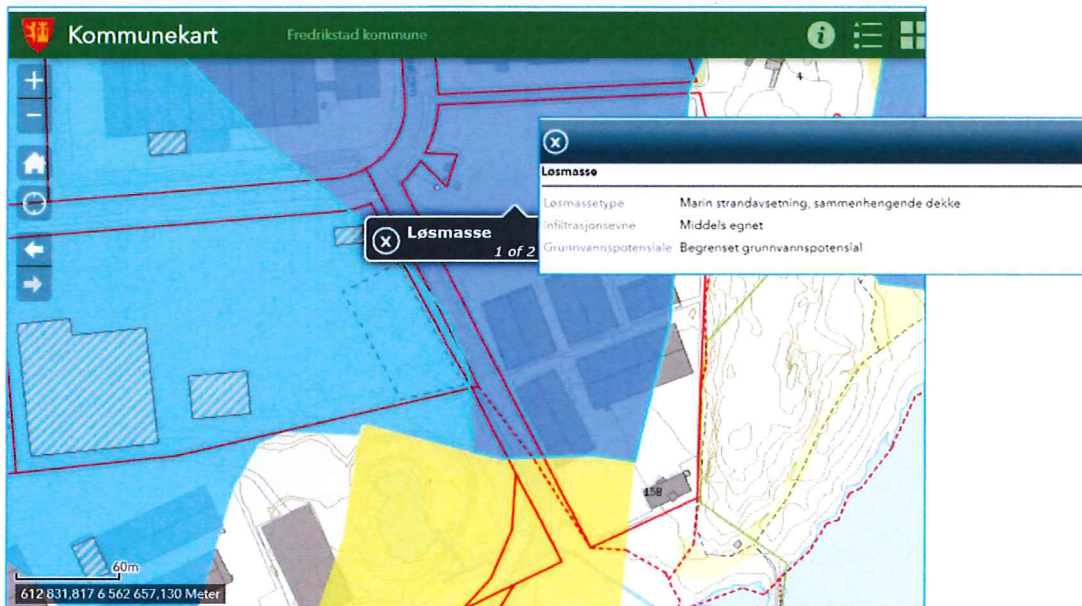 Kommunekart
Fredrikstad kommune
4
Løsmasse
Løsmassetype Marin strandavsetning, sammenhengende dekke
Infiltrasjonsevne Middels egnet
Grunnvannspotensiale Begrenset grunnvannspotensial
Løsmasse
1 of 2
158
60m
612 831,817 6 562 657,130 Meter